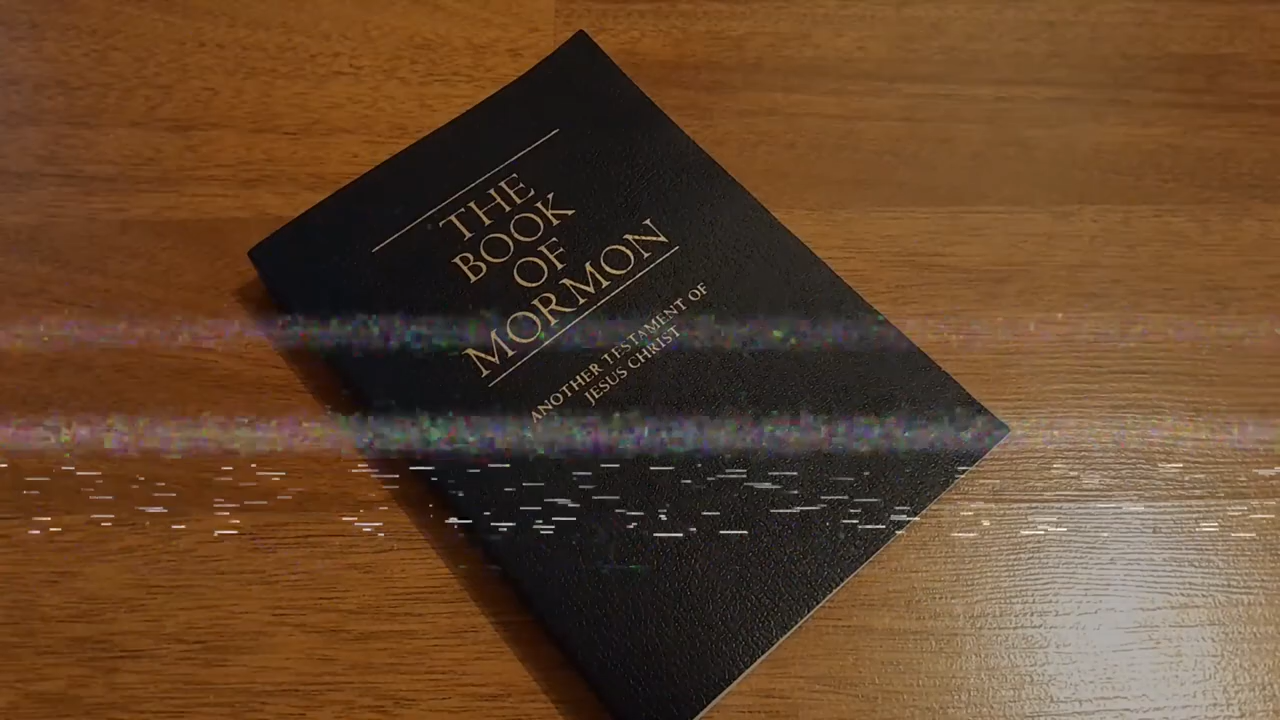 THE
BOOK
OF
MORMON
ANOTHER TESTAMENT OF
JESUS CHRIST